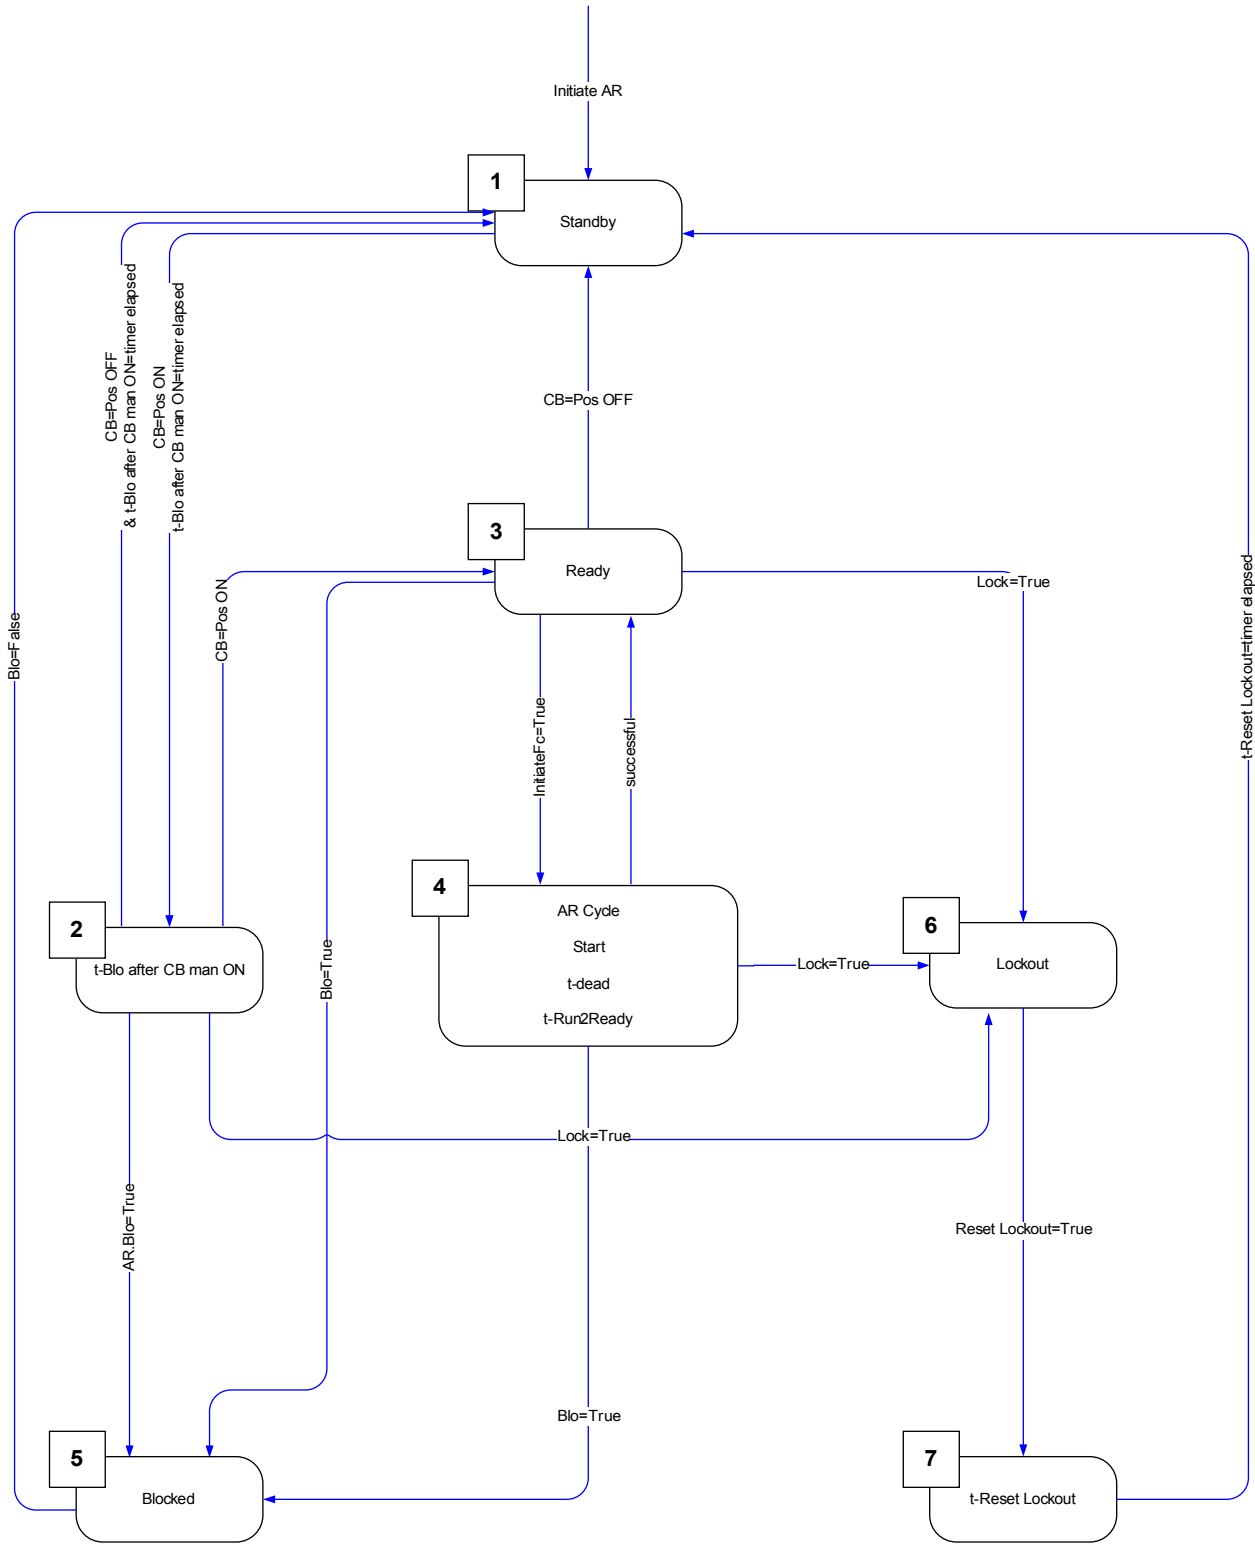 Initiate AR
1
Standby
CB=Pos OFF
& t-Blo after CB man ON=timer elapsed
CB=Pos ON
t-Blo after CB man ON=timer elapsed
CB=Pos OFF
3
Ready
Lock=True
CB=Pos ON
Blo=False
t-Reset Lockout=timer elapsed
InitiateFc=True
successful
4
AR Cycle
Start
t-dead
t-Run2Ready
2
t-Blo after CB man ON
Blo=True
Lock=True
6
Lockout
Lock=True
AR.Blo=True
Reset Lockout=True
Blo=True
5
Blocked
7
t-Reset Lockout